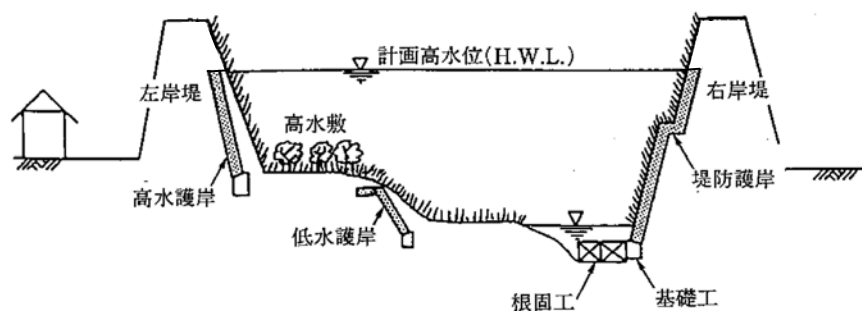 計画高水位(H.W.L.)
左岸堤
右岸堤
高水敷
堤防護岸
高水護岸
低水護岸
根固工
基礎工